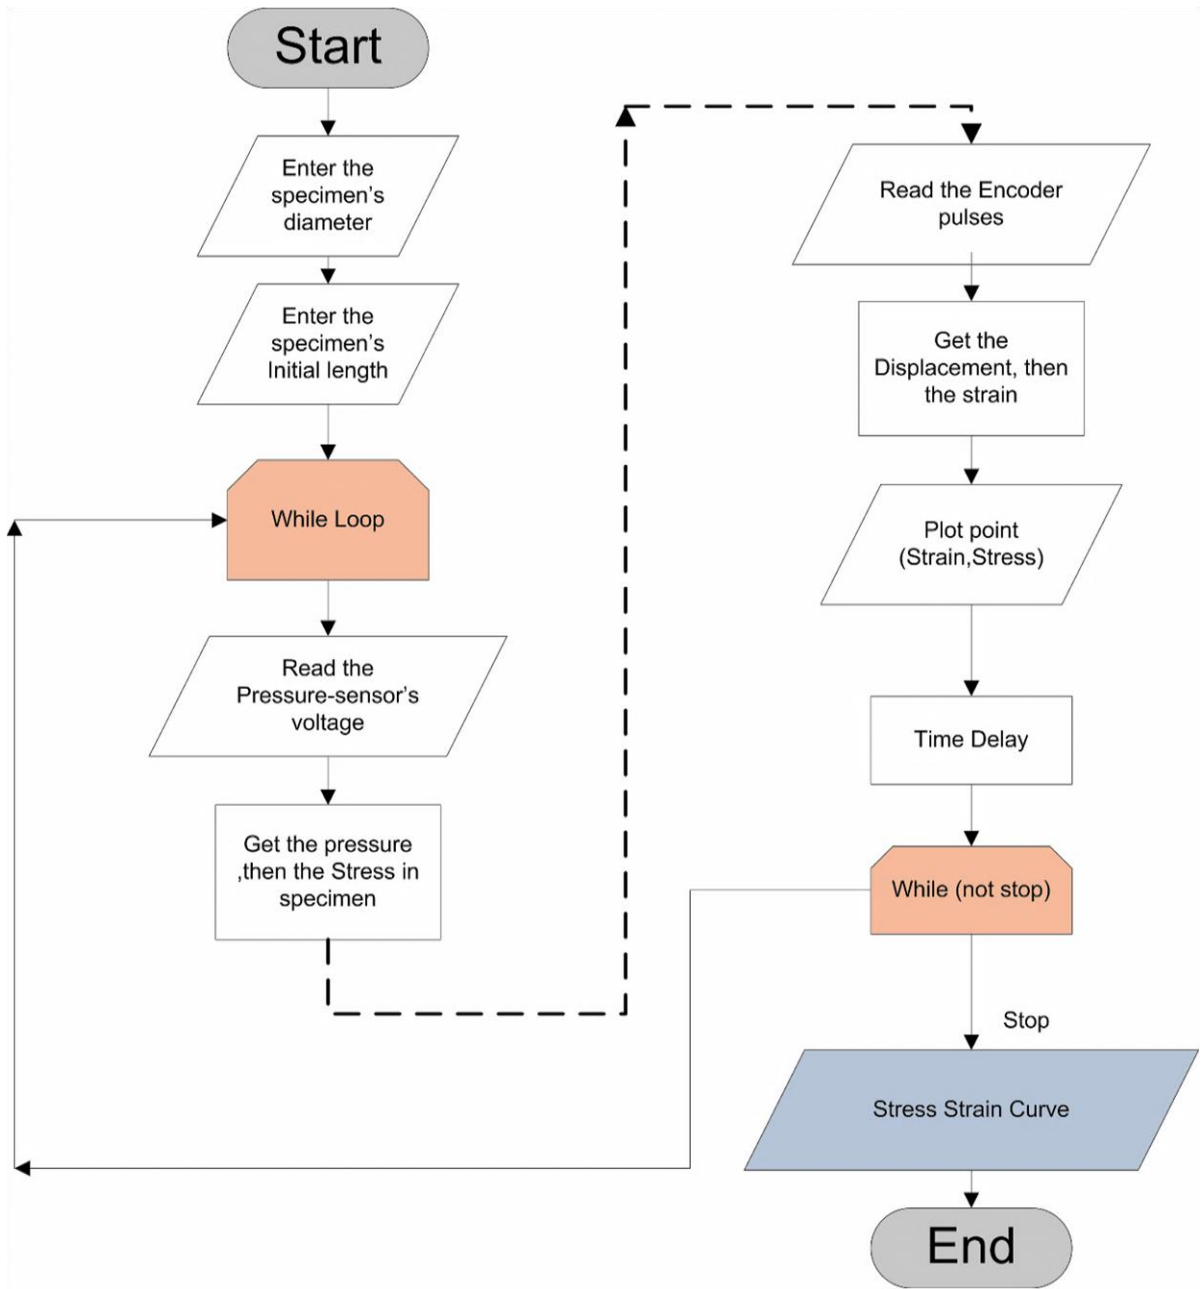 Start
Enter the
specimen’s
diameter
Enter the
specimen’s
Initial length
While Loop
Read the
Pressure-sensor’s
voltage
Get the pressure
,then the Stress in
specimen
Read the Encoder
pulses
Get the
Displacement, then
the strain
Plot point
(Strain,Stress)
Time Delay
While (not stop)
Stop
Stress Strain Curve
End